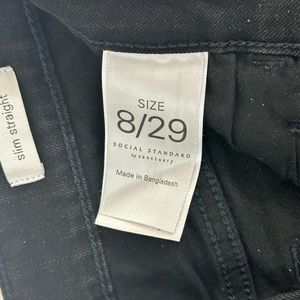 SIZE
8/29
SOCIAL STANDARD
by sanctuary
Made in Bangladesh
slim straight